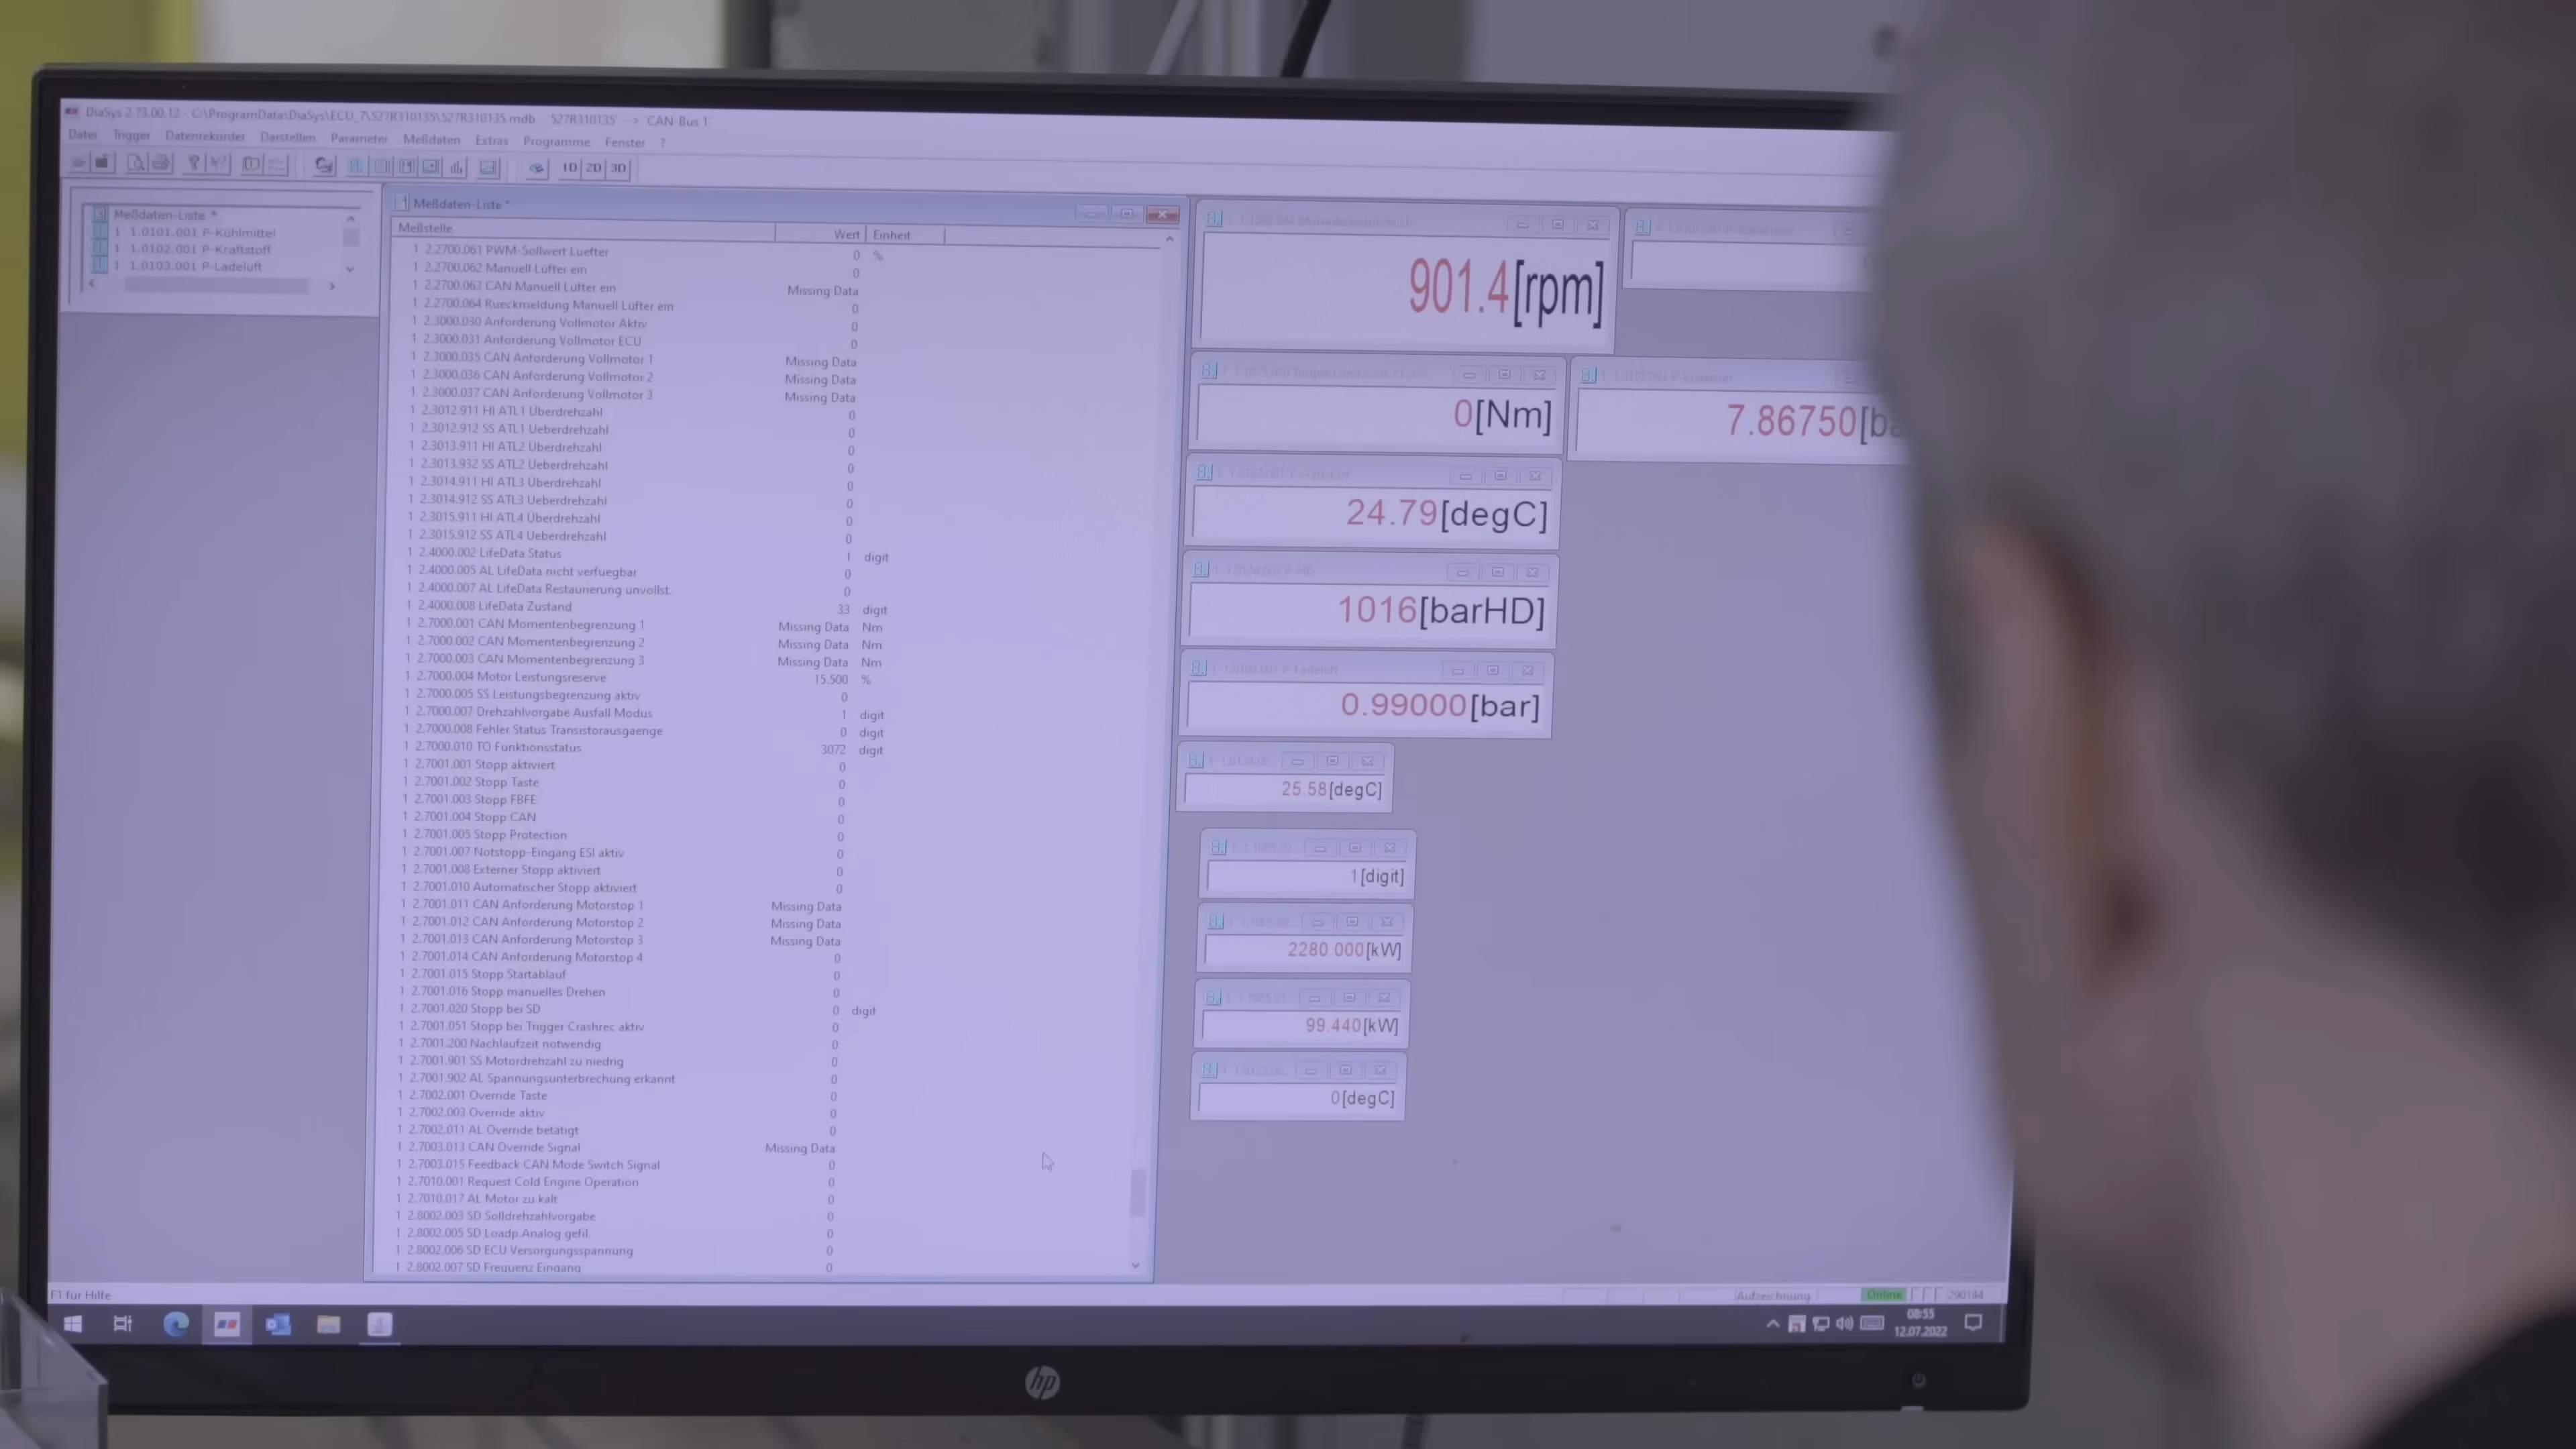 DiaSys 2.73.00.12 - C:\ProgramData\DiaSys\ECU_7\527R310135\527R310135.mdb - '527R310135' --> 'CAN-Bus 1'
Datei Trigger Datenrekorder Darstellen Parameter Meßdaten Extras Programme Fenster ?
1D 2D 3D
Meßdaten-Liste *
1 1.0101.001 P-Kühlmittel
1 1.0102.001 P-Kraftstoff
1 1.0103.001 P-Ladeluft
Meßdaten-Liste *
Meßstelle Wert Einheit
1 2.2700.061 PWM-Sollwert Luefter 0 %
1 2.2700.062 Manuell Lüfter ein 0
1 2.2700.063 CAN Manuell Lüfter ein Missing Data
1 2.2700.064 Rueckmeldung Manuell Lüfter ein 0
1 2.3000.030 Anforderung Vollmotor Aktiv 0
1 2.3000.031 Anforderung Vollmotor ECU 0
1 2.3000.035 CAN Anforderung Vollmotor 1 Missing Data
1 2.3000.036 CAN Anforderung Vollmotor 2 Missing Data
1 2.3000.037 CAN Anforderung Vollmotor 3 Missing Data
1 2.3012.911 HI ATL1 Überdrehzahl 0
1 2.3012.912 SS ATL1 Ueberdrehzahl 0
1 2.3013.911 HI ATL2 Überdrehzahl 0
1 2.3013.932 SS ATL2 Ueberdrehzahl 0
1 2.3014.911 HI ATL3 Überdrehzahl 0
1 2.3014.912 SS ATL3 Ueberdrehzahl 0
1 2.3015.911 HI ATL4 Überdrehzahl 0
1 2.3015.912 SS ATL4 Ueberdrehzahl 0
1 2.4000.002 LifeData Status 1 digit
1 2.4000.005 AL LifeData nicht verfuegbar 0
1 2.4000.007 AL LifeData Restaurierung unvollst. 0
1 2.4000.008 LifeData Zustand 33 digit
1 2.7000.001 CAN Momentenbegrenzung 1 Missing Data Nm
1 2.7000.002 CAN Momentenbegrenzung 2 Missing Data Nm
1 2.7000.003 CAN Momentenbegrenzung 3 Missing Data Nm
1 2.7000.004 Motor Leistungsreserve 15.500 %
1 2.7000.005 SS Leistungsbegrenzung aktiv 0
1 2.7000.007 Drehzahlvorgabe Ausfall Modus 1 digit
1 2.7000.008 Fehler Status Transistorausgaenge 0 digit
1 2.7000.010 TO Funktionsstatus 3072 digit
1 2.7001.001 Stopp aktiviert 0
1 2.7001.002 Stopp Taste 0
1 2.7001.003 Stopp FBFE 0
1 2.7001.004 Stopp CAN 0
1 2.7001.005 Stopp Protection 0
1 2.7001.007 Notstopp-Eingang ESI aktiv 0
1 2.7001.008 Externer Stopp aktiviert 0
1 2.7001.010 Automatischer Stopp aktiviert 0
1 2.7001.011 CAN Anforderung Motorstop 1 Missing Data
1 2.7001.012 CAN Anforderung Motorstop 2 Missing Data
1 2.7001.013 CAN Anforderung Motorstop 3 Missing Data
1 2.7001.014 CAN Anforderung Motorstop 4 0
1 2.7001.015 Stopp Startablauf 0
1 2.7001.016 Stopp manuelles Drehen 0
1 2.7001.020 Stopp bei SD 0 digit
1 2.7001.051 Stopp bei Trigger Crashrec aktiv 0
1 2.7001.200 Nachlaufzeit notwendig 0
1 2.7001.901 SS Motordrehzahl zu niedrig 0
1 2.7001.902 AL Spannungsunterbrechung erkannt 0
1 2.7002.001 Override Taste 0
1 2.7002.003 Override aktiv 0
1 2.7002.011 AL Override betätigt 0
1 2.7003.013 CAN Override Signal Missing Data
1 2.7003.015 Feedback CAN Mode Switch Signal 0
1 2.7010.001 Request Cold Engine Operation 0
1 2.7010.017 AL Motor zu kalt 0
1 2.8002.003 SD Solldrehzahlvorgabe 0
1 2.8002.005 SD Loadp.Analog gefil. 0
1 2.8002.006 SD ECU Versorgungsspannung 0
1 2.8002.007 SD Frequenz Eingang 0
901.4[rpm]
0[Nm]
7.86750[ba
24.79[degC]
1016[barHD]
1.0103.001 P-Ladeluft
0.99000[bar]
25.58[degC]
1[digit]
2280.000[kW]
99.440[kW]
0[degC]
F1 für Hilfe
Aufzeichnung Online
08:55
12.07.2022
hp